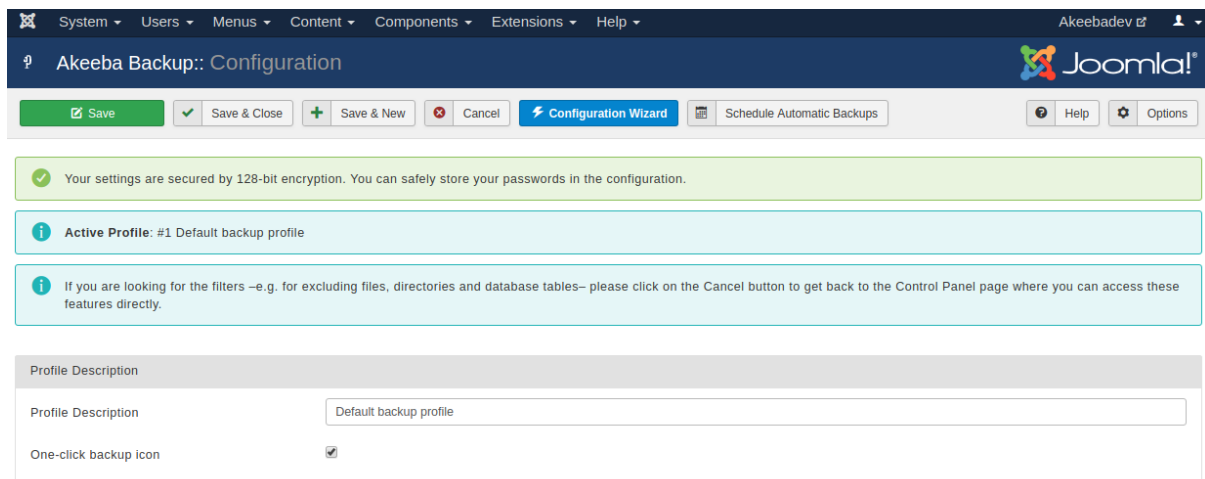 System Users Menus Content Components Extensions Help Akeebadev
Akeeba Backup:: Configuration Joomla!®
Save Save & Close Save & New Cancel Configuration Wizard Schedule Automatic Backups Help Options
Your settings are secured by 128-bit encryption. You can safely store your passwords in the configuration.
Active Profile: #1 Default backup profile
If you are looking for the filters –e.g. for excluding files, directories and database tables– please click on the Cancel button to get back to the Control Panel page where you can access these
features directly.
Profile Description
Profile Description Default backup profile
One-click backup icon